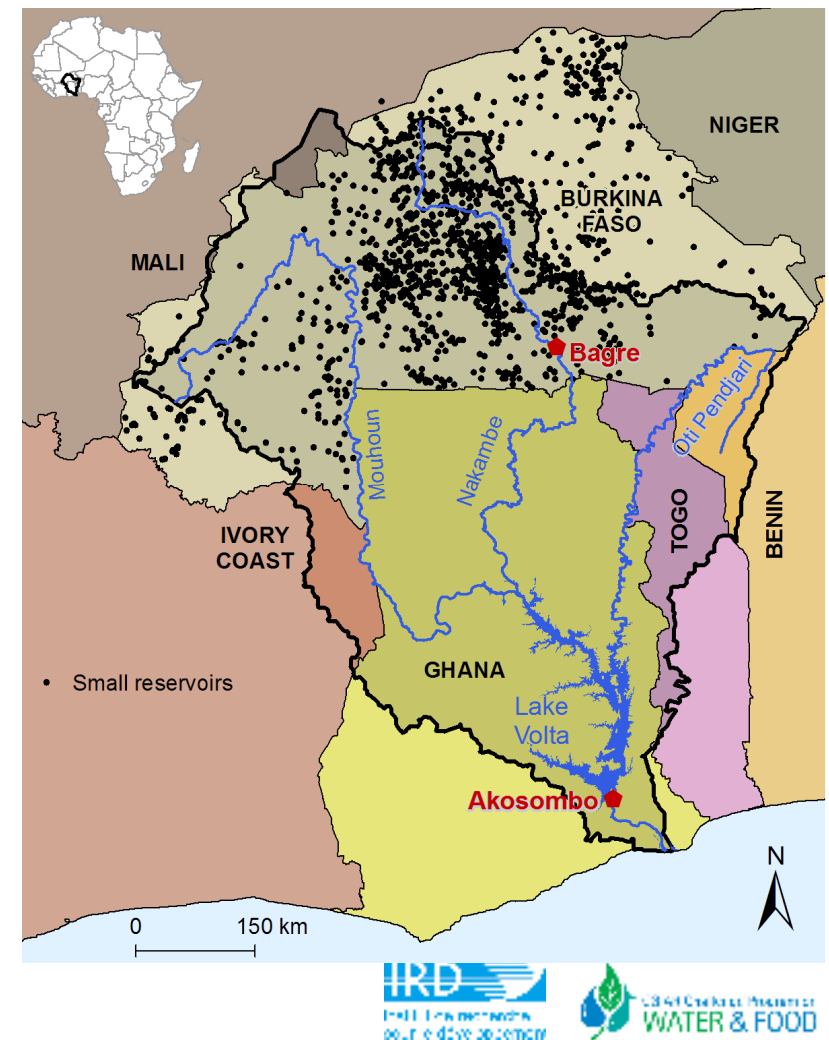 NIGER
BURKINA
FASO
MALI
Bagre
Oti Pendjari
Mouhoun
Nakambe
TOGO
BENIN
IVORY
COAST
GHANA
Small reservoirs
Lake
Volta
Akosombo
N
0 150 km
IRD
WATER & FOOD